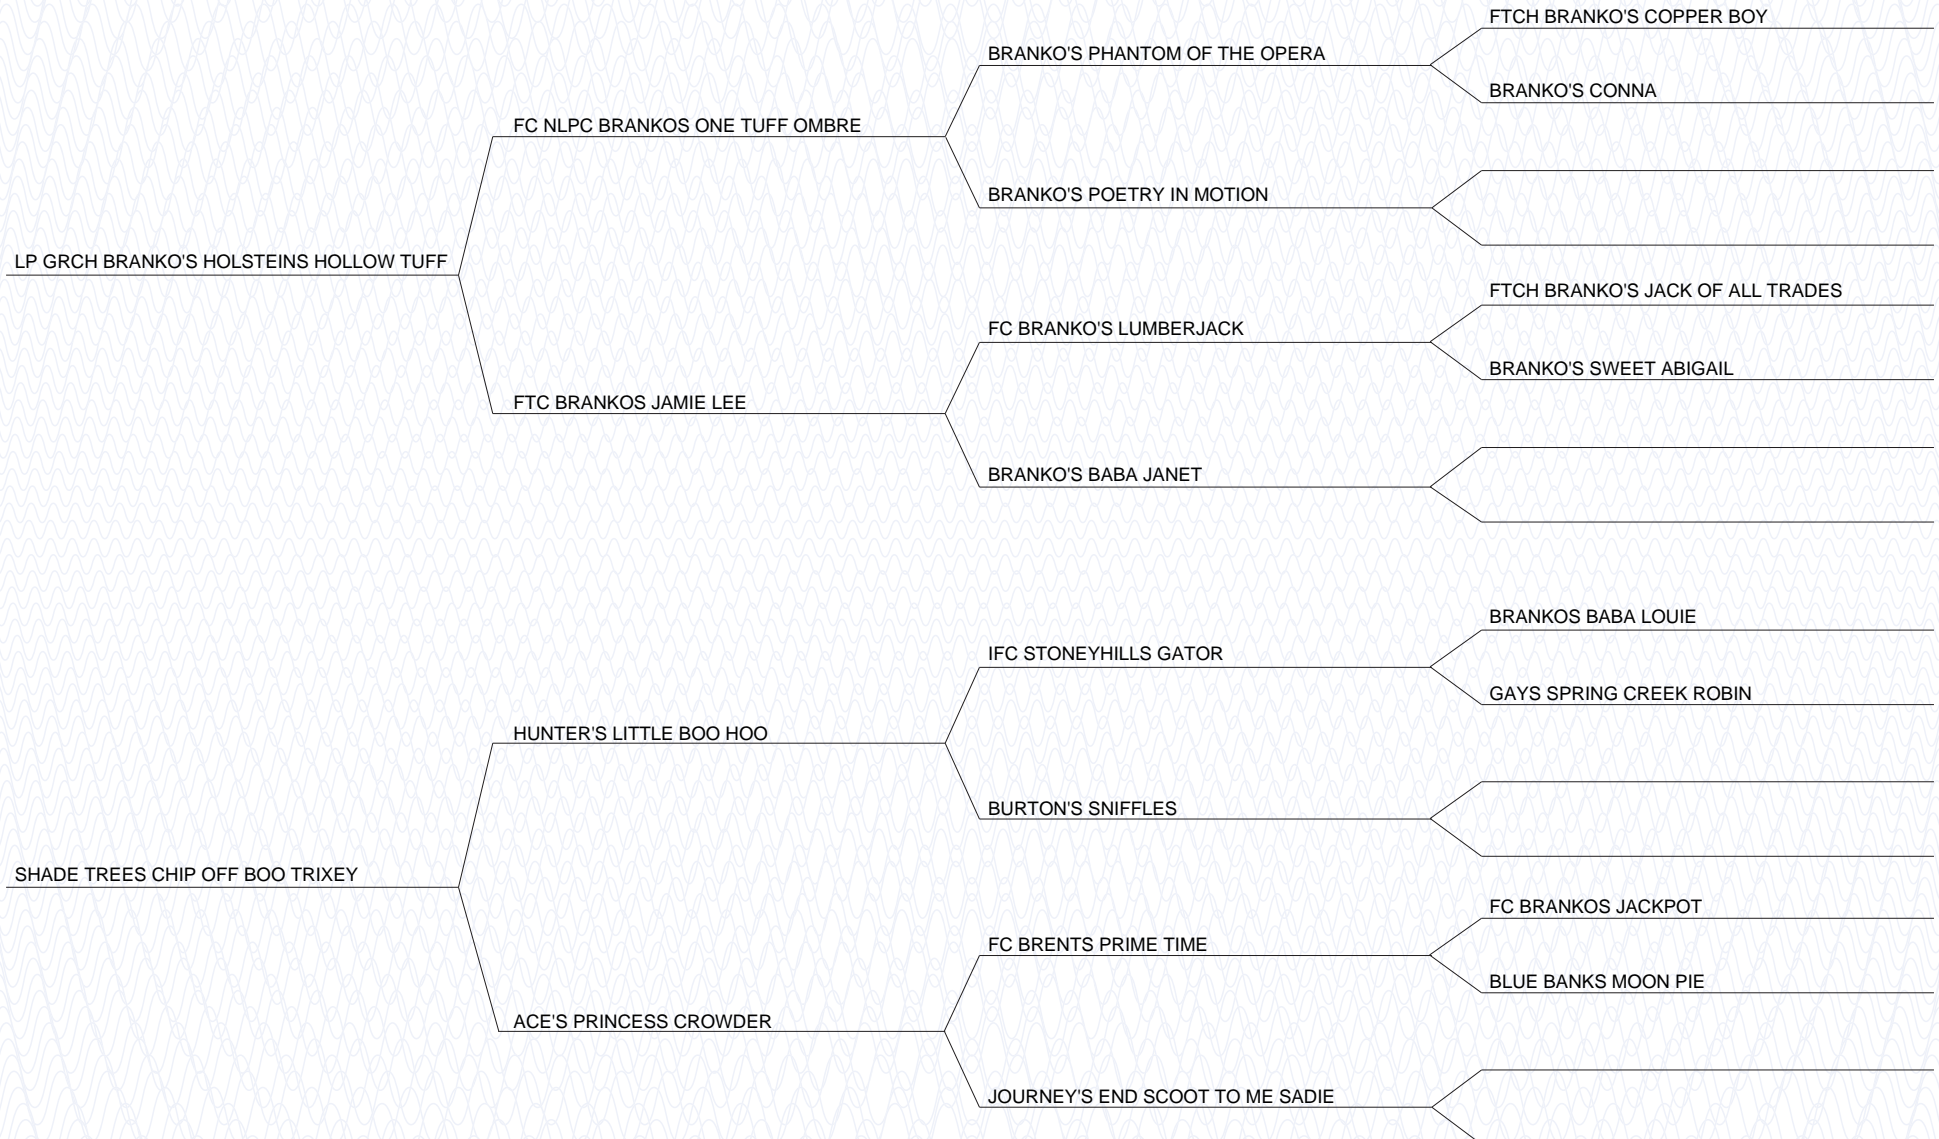 FTCH BRANKO'S COPPER BOY
BRANKO'S PHANTOM OF THE OPERA
BRANKO'S CONNA
FC NLPC BRANKOS ONE TUFF OMBRE
BRANKO'S POETRY IN MOTION
LP GRCH BRANKO'S HOLSTEINS HOLLOW TUFF
FTCH BRANKO'S JACK OF ALL TRADES
FC BRANKO'S LUMBERJACK
BRANKO'S SWEET ABIGAIL
FTC BRANKOS JAMIE LEE
BRANKO'S BABA JANET
BRANKOS BABA LOUIE
IFC STONEYHILLS GATOR
GAYS SPRING CREEK ROBIN
HUNTER'S LITTLE BOO HOO
BURTON'S SNIFFLES
SHADE TREES CHIP OFF BOO TRIXEY
FC BRANKOS JACKPOT
FC BRENTS PRIME TIME
BLUE BANKS MOON PIE
ACE'S PRINCESS CROWDER
JOURNEY'S END SCOOT TO ME SADIE